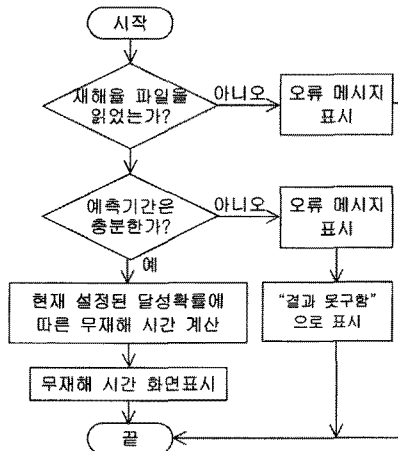 시작
재해율 파일을
읽었는가?
아니오
오류 메시지
표시
예측기간은
충분한가?
아니오
오류 메시지
표시
예
현재 설정된 달성확률에
따른 무재해 시간 계산
"결과 못구함"
으로 표시
무재해 시간 화면표시
끝